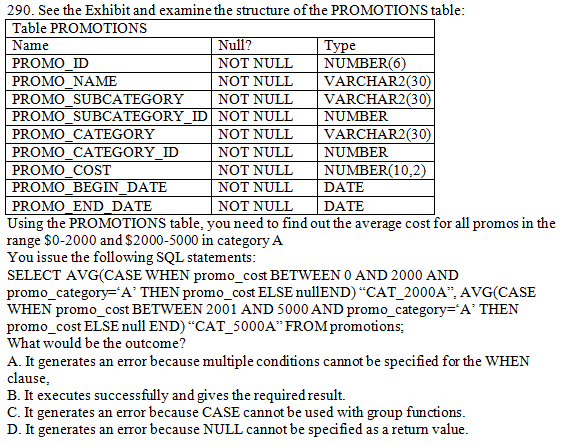 290. See the Exhibit and examine the structure of the PROMOTIONS table:
Table PROMOTIONS
Name Null? Type
PROMO_ID NOT NULL NUMBER(6)
PROMO_NAME NOT NULL VARCHAR2(30)
PROMO_SUBCATEGORY NOT NULL VARCHAR2(30)
PROMO_SUBCATEGORY_ID NOT NULL NUMBER
PROMO_CATEGORY NOT NULL VARCHAR2(30)
PROMO_CATEGORY_ID NOT NULL NUMBER
PROMO_COST NOT NULL NUMBER(10,2)
PROMO_BEGIN_DATE NOT NULL DATE
PROMO_END_DATE NOT NULL DATE
Using the PROMOTIONS table, you need to find out the average cost for all promos in the
range $0-2000 and $2000-5000 in category A
You issue the following SQL statements:
SELECT AVG(CASE WHEN promo_cost BETWEEN 0 AND 2000 AND
promo_category=‘A’ THEN promo_cost ELSE nullEND) “CAT_2000A”, AVG(CASE
WHEN promo_cost BETWEEN 2001 AND 5000 AND promo_category=‘A’ THEN
promo_cost ELSE null END) “CAT_5000A” FROM promotions;
What would be the outcome?
A. It generates an error because multiple conditions cannot be specified for the WHEN
clause,
B. It executes successfully and gives the required result.
C. It generates an error because CASE cannot be used with group functions.
D. It generates an error because NULL cannot be specified as a return value.